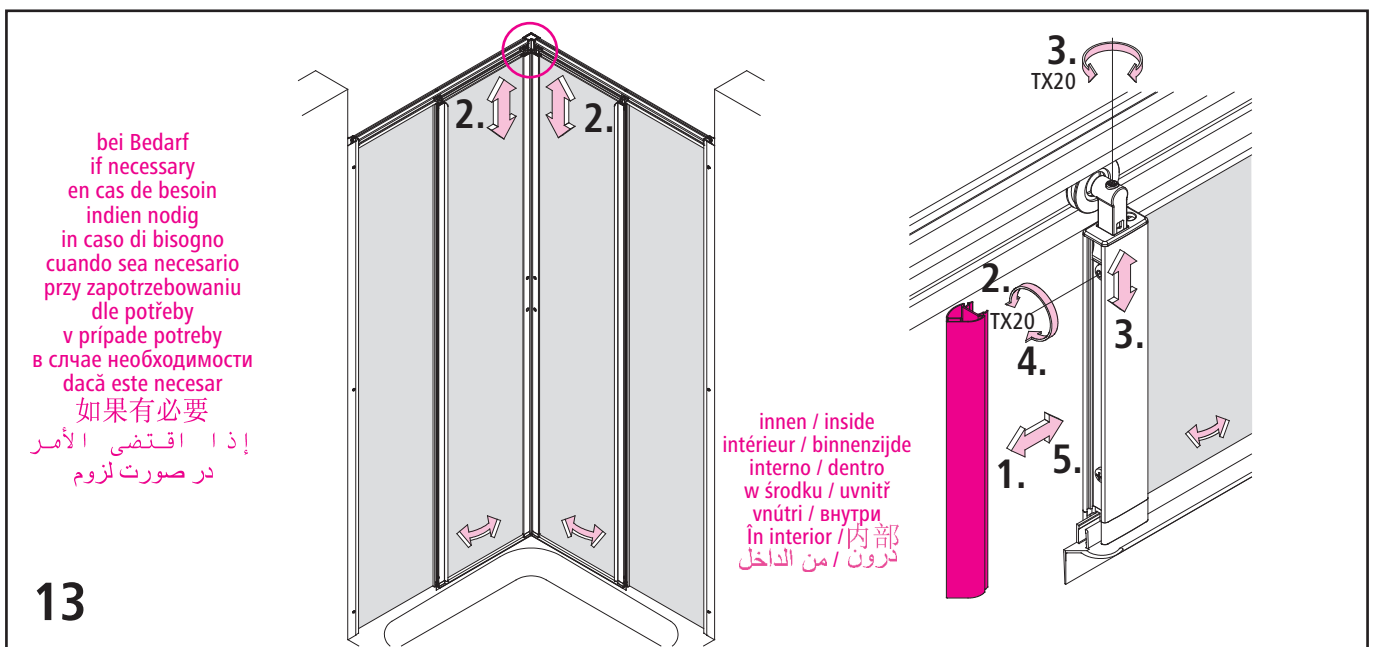 bei Bedarf
if necessary
en cas de besoin
indien nodig
in caso di bisogno
cuando sea necesario
przy zapotrzebowaniu
dle potřeby
v prípade potreby
в слчае необходимости
dacă este necesar
如果有必要
إذا اقتضى الأمر
در صورت لزوم
13
2.
2.
3.
TX20
2.
TX20
4.
3.
1.
5.
innen / inside
intérieur / binnenzijde
interno / dentro
w środku / uvnitř
vnútri / внутри
În interior /内部
درون / من الداخل